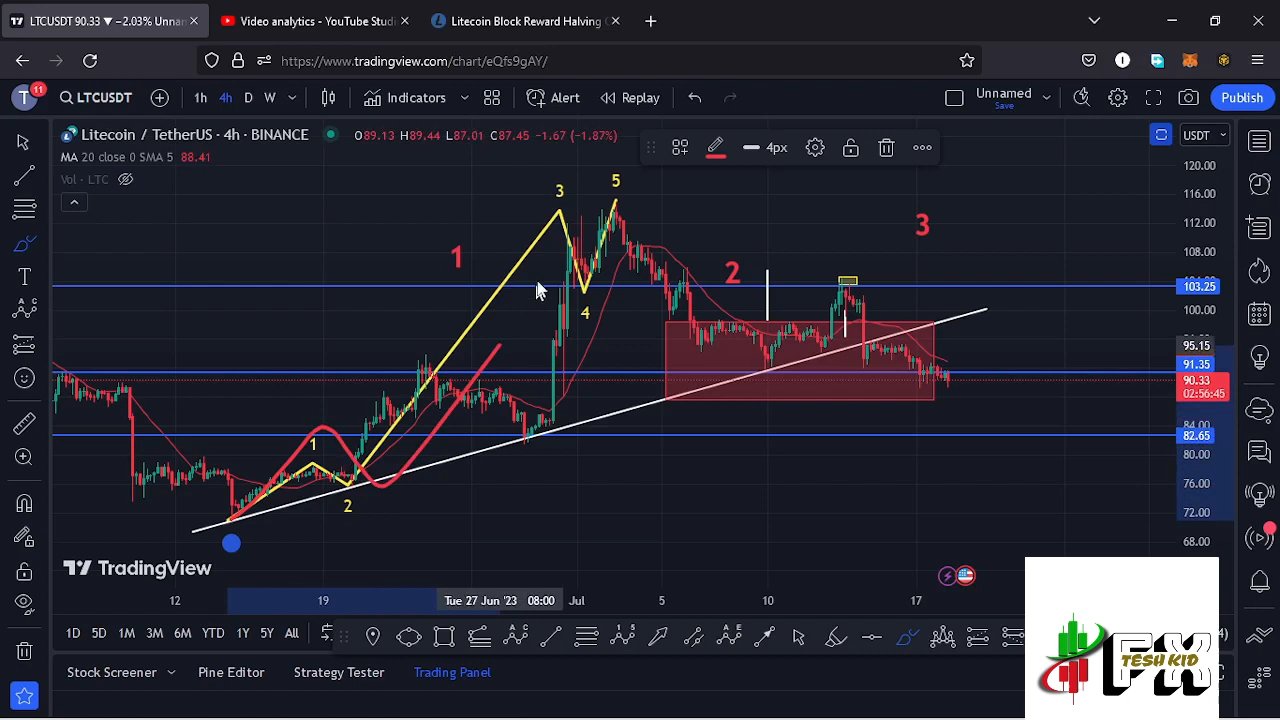 LTCUSDT 90.33 ▼ −2.03% Unnan
Video analytics - YouTube Studi
Litecoin Block Reward Halving C
https://www.tradingview.com/chart/eQfs9gAY/
T
11
LTCUSDT
1h 4h D W
Indicators
Alert
Replay
Unnamed
Save
Publish
Litecoin / TetherUS · 4h · BINANCE
O89.13 H89.44 L87.01 C87.45 −1.67 (−1.87%)
4px
USDT
MA 20 close 0 SMA 5 88.41
Vol · LTC
120.00
116.00
112.00
108.00
103.25
100.00
95.15
91.35
90.33
02:56:45
84.00
82.65
80.00
76.00
72.00
68.00
3
5
1
3
2
4
1
2
TradingView
12
19
Tue 27 Jun '23 08:00
Jul
5
10
17
1D 5D 1M 3M 6M YTD 1Y 5Y All
Stock Screener
Pine Editor
Strategy Tester
Trading Panel
FX
TESH KID